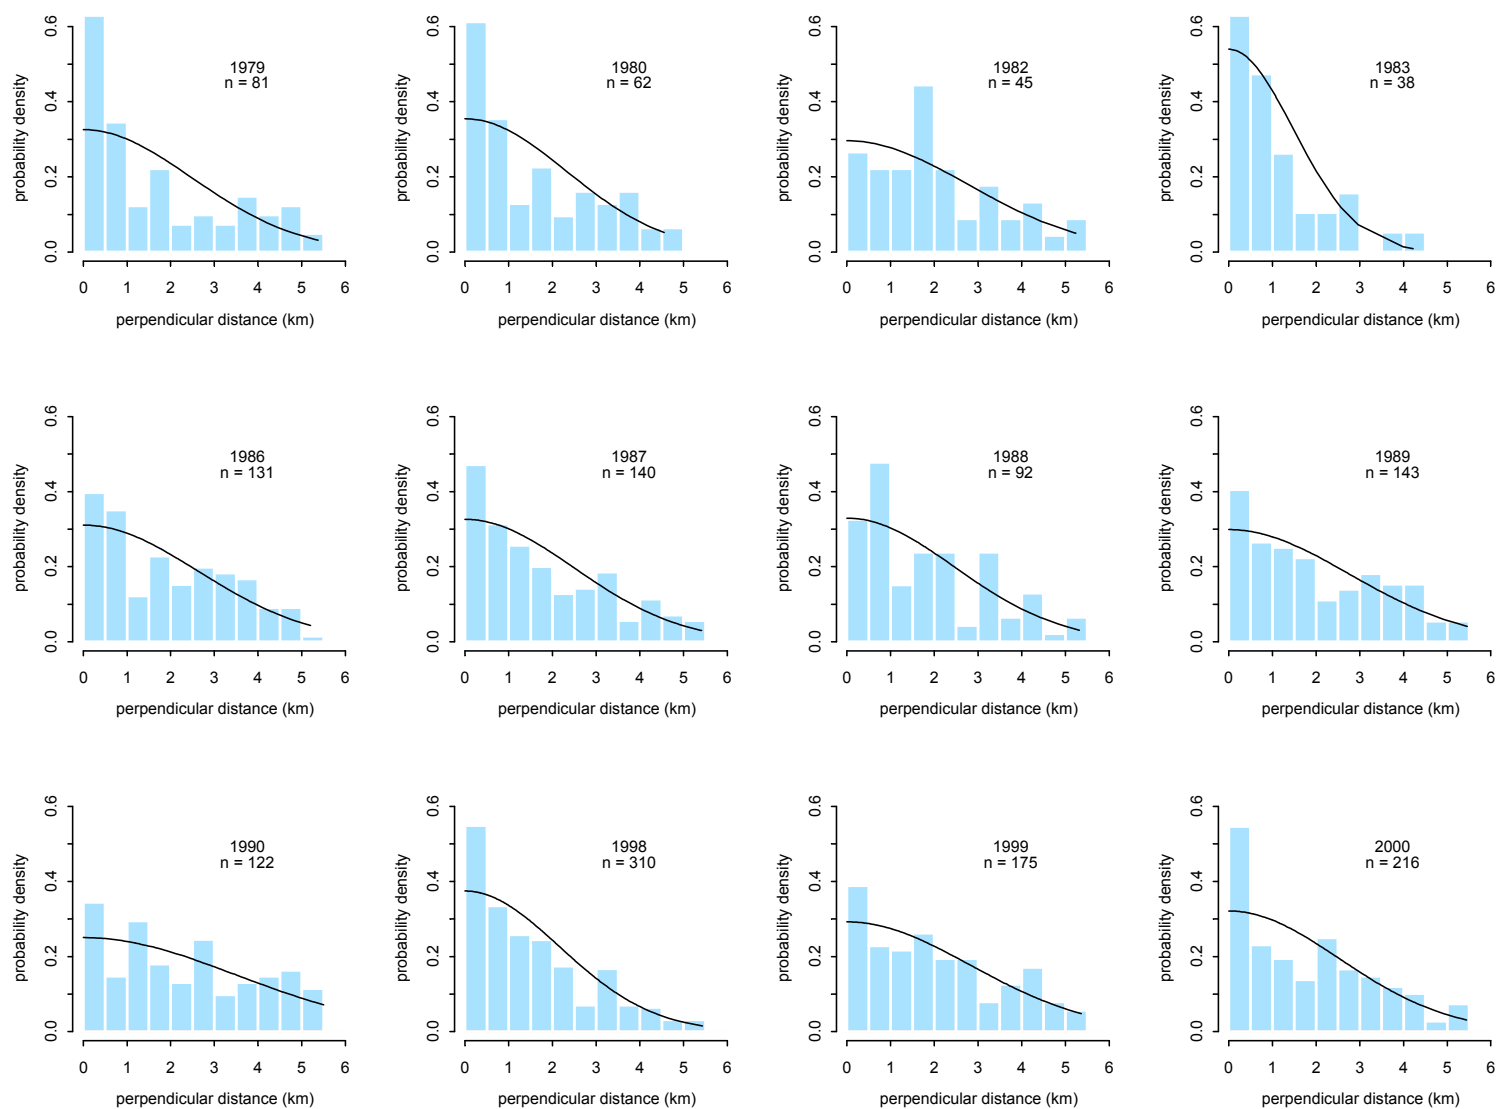 1979
n = 81
probability density
0.0 0.2 0.4 0.6
0 1 2 3 4 5 6
perpendicular distance (km)
1980
n = 62
probability density
0.0 0.2 0.4 0.6
0 1 2 3 4 5 6
perpendicular distance (km)
1982
n = 45
probability density
0.0 0.2 0.4 0.6
0 1 2 3 4 5 6
perpendicular distance (km)
1983
n = 38
probability density
0.0 0.2 0.4 0.6
0 1 2 3 4 5 6
perpendicular distance (km)
1986
n = 131
probability density
0.0 0.2 0.4 0.6
0 1 2 3 4 5 6
perpendicular distance (km)
1987
n = 140
probability density
0.0 0.2 0.4 0.6
0 1 2 3 4 5 6
perpendicular distance (km)
1988
n = 92
probability density
0.0 0.2 0.4 0.6
0 1 2 3 4 5 6
perpendicular distance (km)
1989
n = 143
probability density
0.0 0.2 0.4 0.6
0 1 2 3 4 5 6
perpendicular distance (km)
1990
n = 122
probability density
0.0 0.2 0.4 0.6
0 1 2 3 4 5 6
perpendicular distance (km)
1998
n = 310
probability density
0.0 0.2 0.4 0.6
0 1 2 3 4 5 6
perpendicular distance (km)
1999
n = 175
probability density
0.0 0.2 0.4 0.6
0 1 2 3 4 5 6
perpendicular distance (km)
2000
n = 216
probability density
0.0 0.2 0.4 0.6
0 1 2 3 4 5 6
perpendicular distance (km)